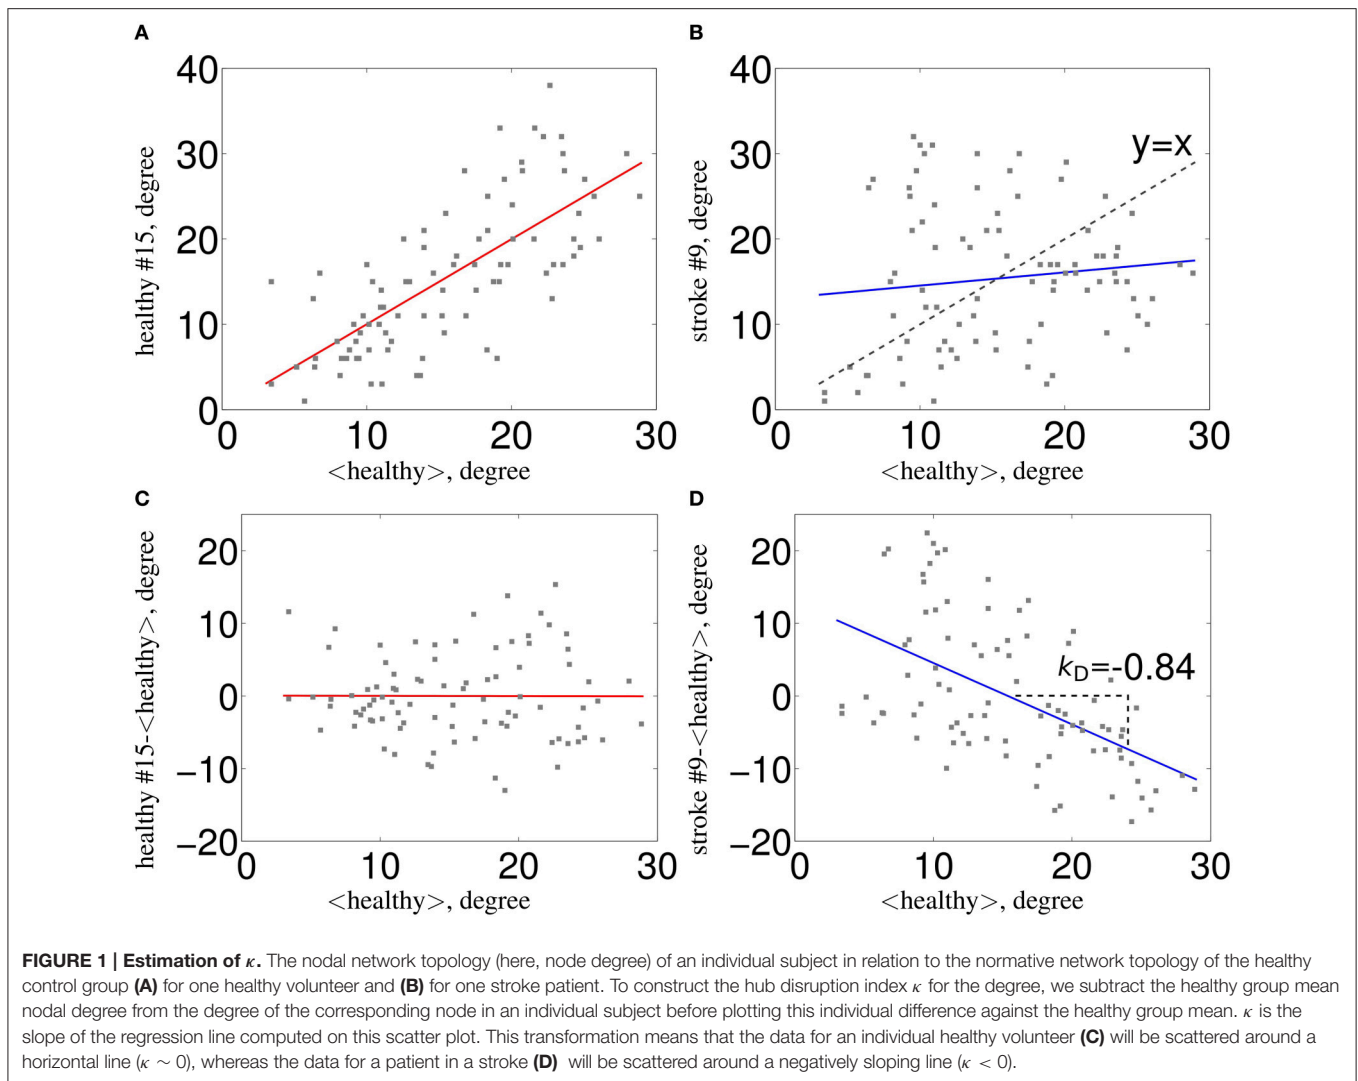 A
B
40
30
20
10
0
0
10
20
30
healthy #15, degree
<healthy>, degree
40
30
20
10
0
0
10
20
30
stroke #9, degree
<healthy>, degree
y=x
C
D
20
10
0
−10
−20
0
10
20
30
healthy #15-<healthy>, degree
<healthy>, degree
20
10
0
−10
−20
0
10
20
30
stroke #9-<healthy>, degree
<healthy>, degree
kD=-0.84
FIGURE 1 | Estimation of κ. The nodal network topology (here, node degree) of an individual subject in relation to the normative network topology of the healthy
control group (A) for one healthy volunteer and (B) for one stroke patient. To construct the hub disruption index κ for the degree, we subtract the healthy group mean
nodal degree from the degree of the corresponding node in an individual subject before plotting this individual difference against the healthy group mean. κ is the
slope of the regression line computed on this scatter plot. This transformation means that the data for an individual healthy volunteer (C) will be scattered around a
horizontal line (κ ∼ 0), whereas the data for a patient in a stroke (D) will be scattered around a negatively sloping line (κ < 0).